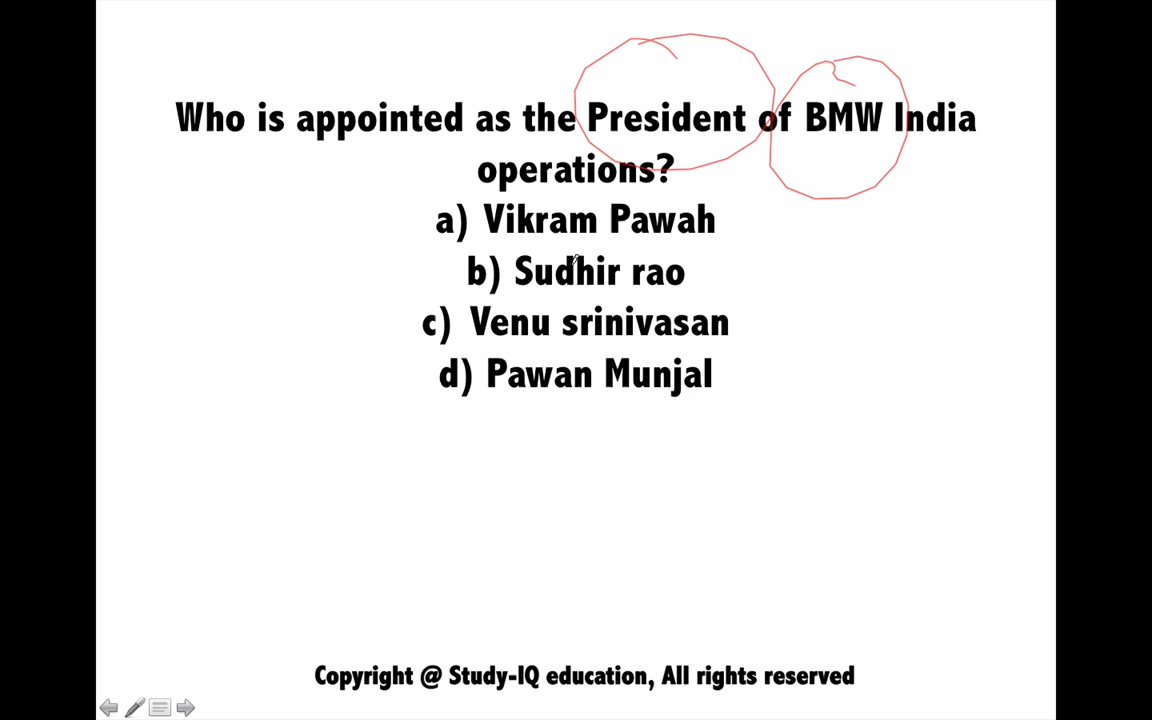 Who is appointed as the President of BMW India
operations?
a) Vikram Pawah
b) Sudhir rao
c) Venu srinivasan
d) Pawan Munjal
Copyright @ Study-IQ education, All rights reserved